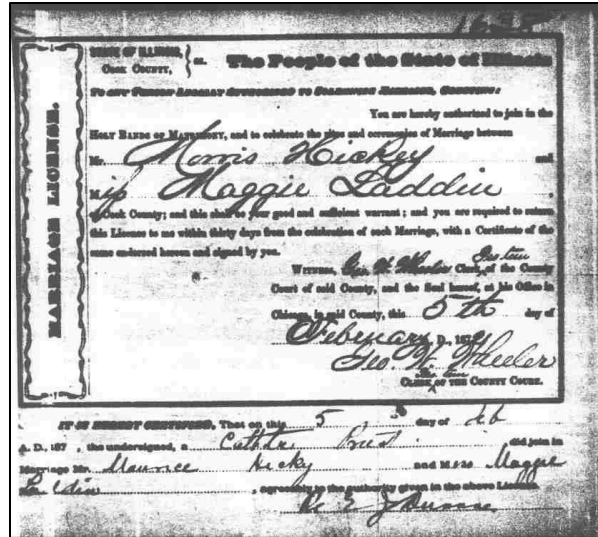 MARRIAGE LICENSE.
STATE OF ILLINOIS,
COOK COUNTY, } ss. The People of the State of Illinois
To any Person Legally Authorized to Solemnize Marriage, GREETING:
You are hereby authorized to join in the
HOLY BANDS OF MATRIMONY, and to celebrate the rites and ceremonies of Marriage between
Mr. Morris Hickey and
Miss Maggie Laddin ,
of Cook County; and this shall be your good and sufficient warrant; and you are required to return
this License to me within thirty days from the celebration of such Marriage, with a Certificate of the
same endorsed hereon and signed by you.
WITNESS, Geo. W. Wheeler Clerk of the County
Court of said County, and the Seal hereof, at his Office in
Chicago, in said County, this 5th day of
February A. D., 187
Geo. W. Wheeler
CLERK OF THE COUNTY COURT.
IT IS HEREBY CERTIFIED, That on this 5 day of Feb
A. D., 187 , the undersigned, a Catholic Priest did join in
Marriage Mr. Maurice Hicky and Miss Maggie
, agreeably to the authority given in the above License.